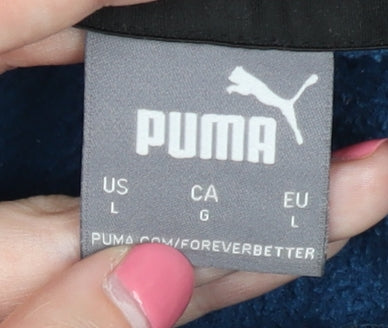 PUMA
US CA EU
L G L
PUMA.COM/FOREVERBETTER